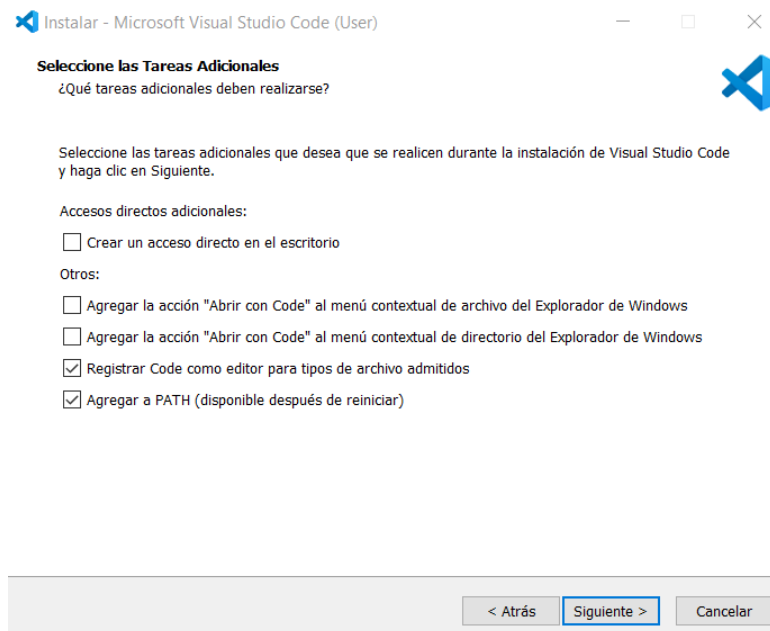 Instalar - Microsoft Visual Studio Code (User)
Seleccione las Tareas Adicionales
¿Qué tareas adicionales deben realizarse?
Seleccione las tareas adicionales que desea que se realicen durante la instalación de Visual Studio Code
y haga clic en Siguiente.
Accesos directos adicionales:
Crear un acceso directo en el escritorio
Otros:
Agregar la acción "Abrir con Code" al menú contextual de archivo del Explorador de Windows
Agregar la acción "Abrir con Code" al menú contextual de directorio del Explorador de Windows
Registrar Code como editor para tipos de archivo admitidos
Agregar a PATH (disponible después de reiniciar)
< Atrás Siguiente > Cancelar